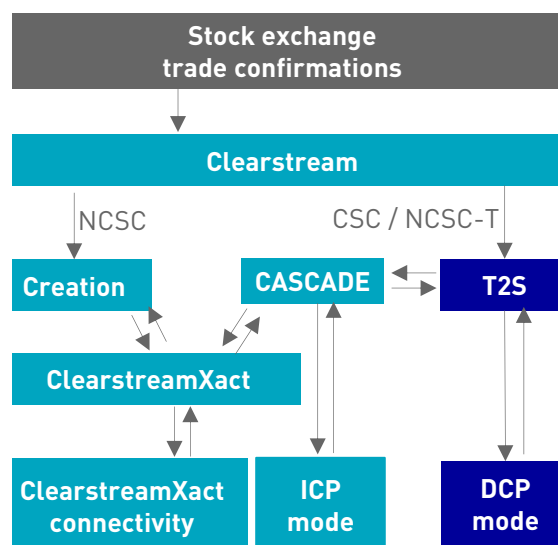 Stock exchange
trade confirmations
Clearstream
NCSC
CSC / NCSC-T
Creation
CASCADE
T2S
ClearstreamXact
ClearstreamXact
connectivity
ICP
mode
DCP
mode